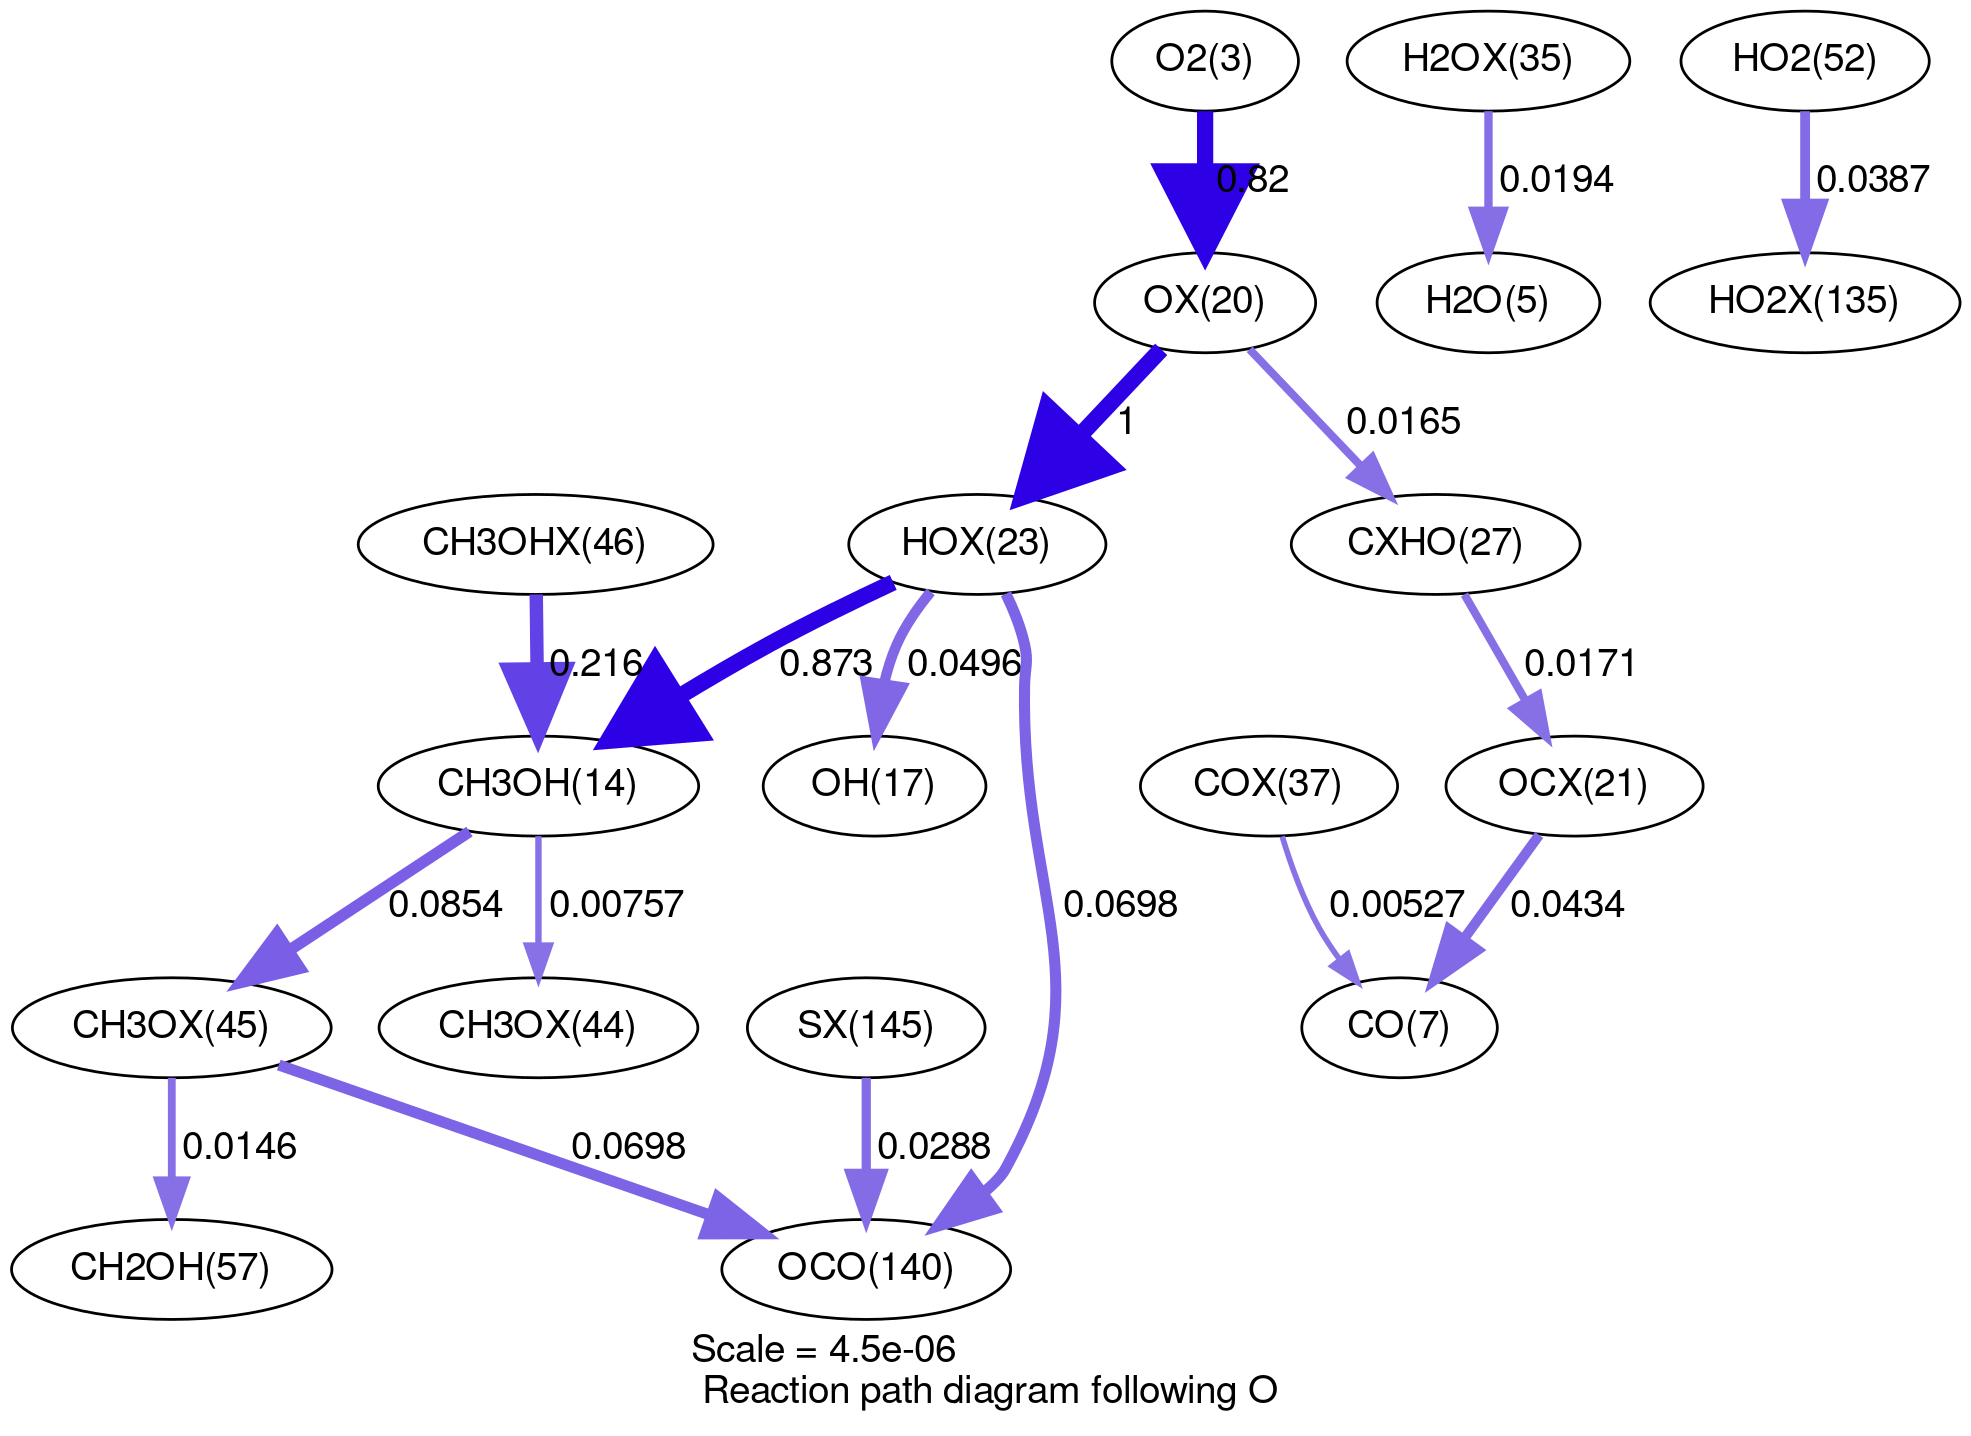 O2(3) H2OX(35) HO2(52)
0.82 0.0194 0.0387
OX(20) H2O(5) HO2X(135)
1 0.0165
CH3OHX(46) HOX(23) CXHO(27)
0.216 0.873 0.0496 0.0171
CH3OH(14) OH(17) COX(37) OCX(21)
0.0854 0.00757 0.0698 0.00527 0.0434
CH3OX(45) CH3OX(44) SX(145) CO(7)
0.0146 0.0698 0.0288
CH2OH(57) OCO(140)
Scale = 4.5e-06
Reaction path diagram following O